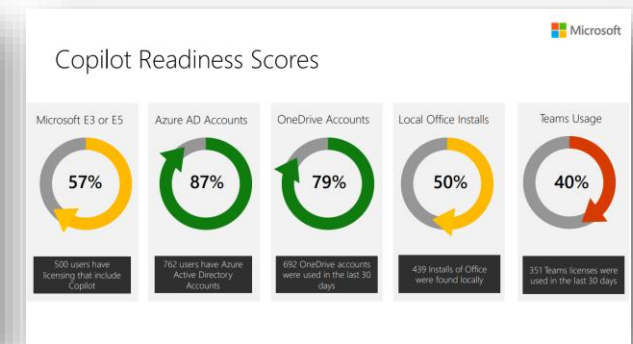 Microsoft
Copilot Readiness Scores
Microsoft E3 or E5
57%
500 users have
licensing that include
Copilot
Azure AD Accounts
87%
762 users have Azure
Active Directory
Accounts
OneDrive Accounts
79%
692 OneDrive accounts
were used in the last 30
days
Local Office Installs
50%
439 Installs of Office
were found locally
Teams Usage
40%
351 Teams licenses were
used in the last 30 days